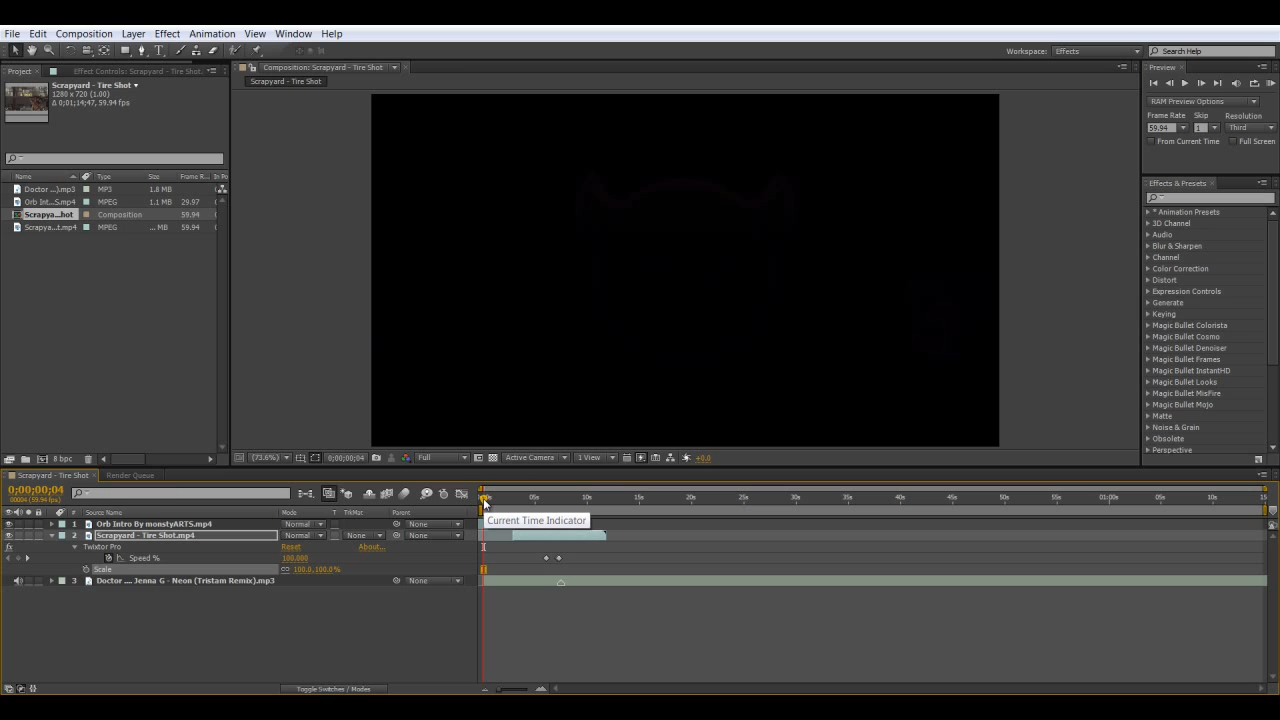 File Edit Composition Layer Effect Animation View Window Help
Workspace: Effects Search Help
Project Effect Controls: Scrapyard - Tire Shot.
Composition: Scrapyard - Tire Shot
Preview
Scrapyard - Tire Shot
Scrapyard - Tire Shot
1280 x 720 (1.00)
Δ 0;01;14;47, 59.94 fps
RAM Preview Options
Frame Rate Skip Resolution
59.94 1 Third
From Current Time Full Screen
Name Type Size Frame R... In Po
Doctor ...).mp3 MP3 1.8 MB
Orb Int...S.mp4 MPEG 1.1 MB 29.97
Scrapya...hot Composition 59.94
Scrapya...t.mp4 MPEG ... MB 59.94
Effects & Presets
* Animation Presets
3D Channel
Audio
Blur & Sharpen
Channel
Color Correction
Distort
Expression Controls
Generate
Keying
Magic Bullet Colorista
Magic Bullet Cosmo
Magic Bullet Denoiser
Magic Bullet Frames
Magic Bullet InstantHD
Magic Bullet Looks
Magic Bullet MisFire
Magic Bullet Mojo
Matte
Noise & Grain
Obsolete
Perspective
8 bpc
(73.6%) 0;00;00;04 Full Active Camera 1 View +0.0
Scrapyard - Tire Shot Render Queue
0;00;00;04
00004 (59.94 fps)
05s 10s 15s 20s 25s 30s 35s 40s 45s 50s 55s 01:00s 05s 10s 15
# Source Name Mode T TrkMat Parent
Current Time Indicator
1 Orb Intro By monstyARTS.mp4 Normal None
2 Scrapyard - Tire Shot.mp4 Normal None None
Twixtor Pro Reset About...
Speed % 100.000
Scale 100.0, 100.0%
3 Doctor .... Jenna G - Neon (Tristam Remix).mp3 None
Toggle Switches / Modes